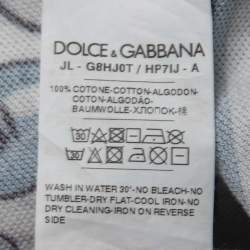 DOLCE & GABBANA
JL - G8HJ0T / HP7IJ - A
100% COTONE-COTTON-ALGODON-
COTON-ALGODÃO-
BAUMWOLLE-ХЛОПОК-棉
WASH IN WATER 30°-NO BLEACH-NO
TUMBLER-DRY FLAT-COOL IRON-NO
DRY CLEANING-IRON ON REVERSE
SIDE